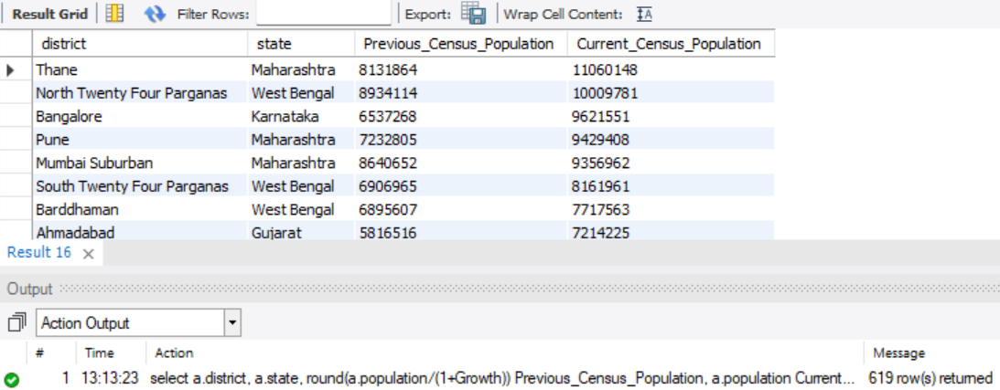 Result Grid Filter Rows: Export: Wrap Cell Content: IA
district state Previous_Census_Population Current_Census_Population
Thane Maharashtra 8131864 11060148
North Twenty Four Parganas West Bengal 8934114 10009781
Bangalore Karnataka 6537268 9621551
Pune Maharashtra 7232805 9429408
Mumbai Suburban Maharashtra 8640652 9356962
South Twenty Four Parganas West Bengal 6906965 8161961
Barddhaman West Bengal 6895607 7717563
Ahmadabad Gujarat 5816516 7214225
Result 16 ×
Output
Action Output
# Time Action Message
1 13:13:23 select a.district, a.state, round(a.population/(1+Growth)) Previous_Census_Population, a.population Current... 619 row(s) returned